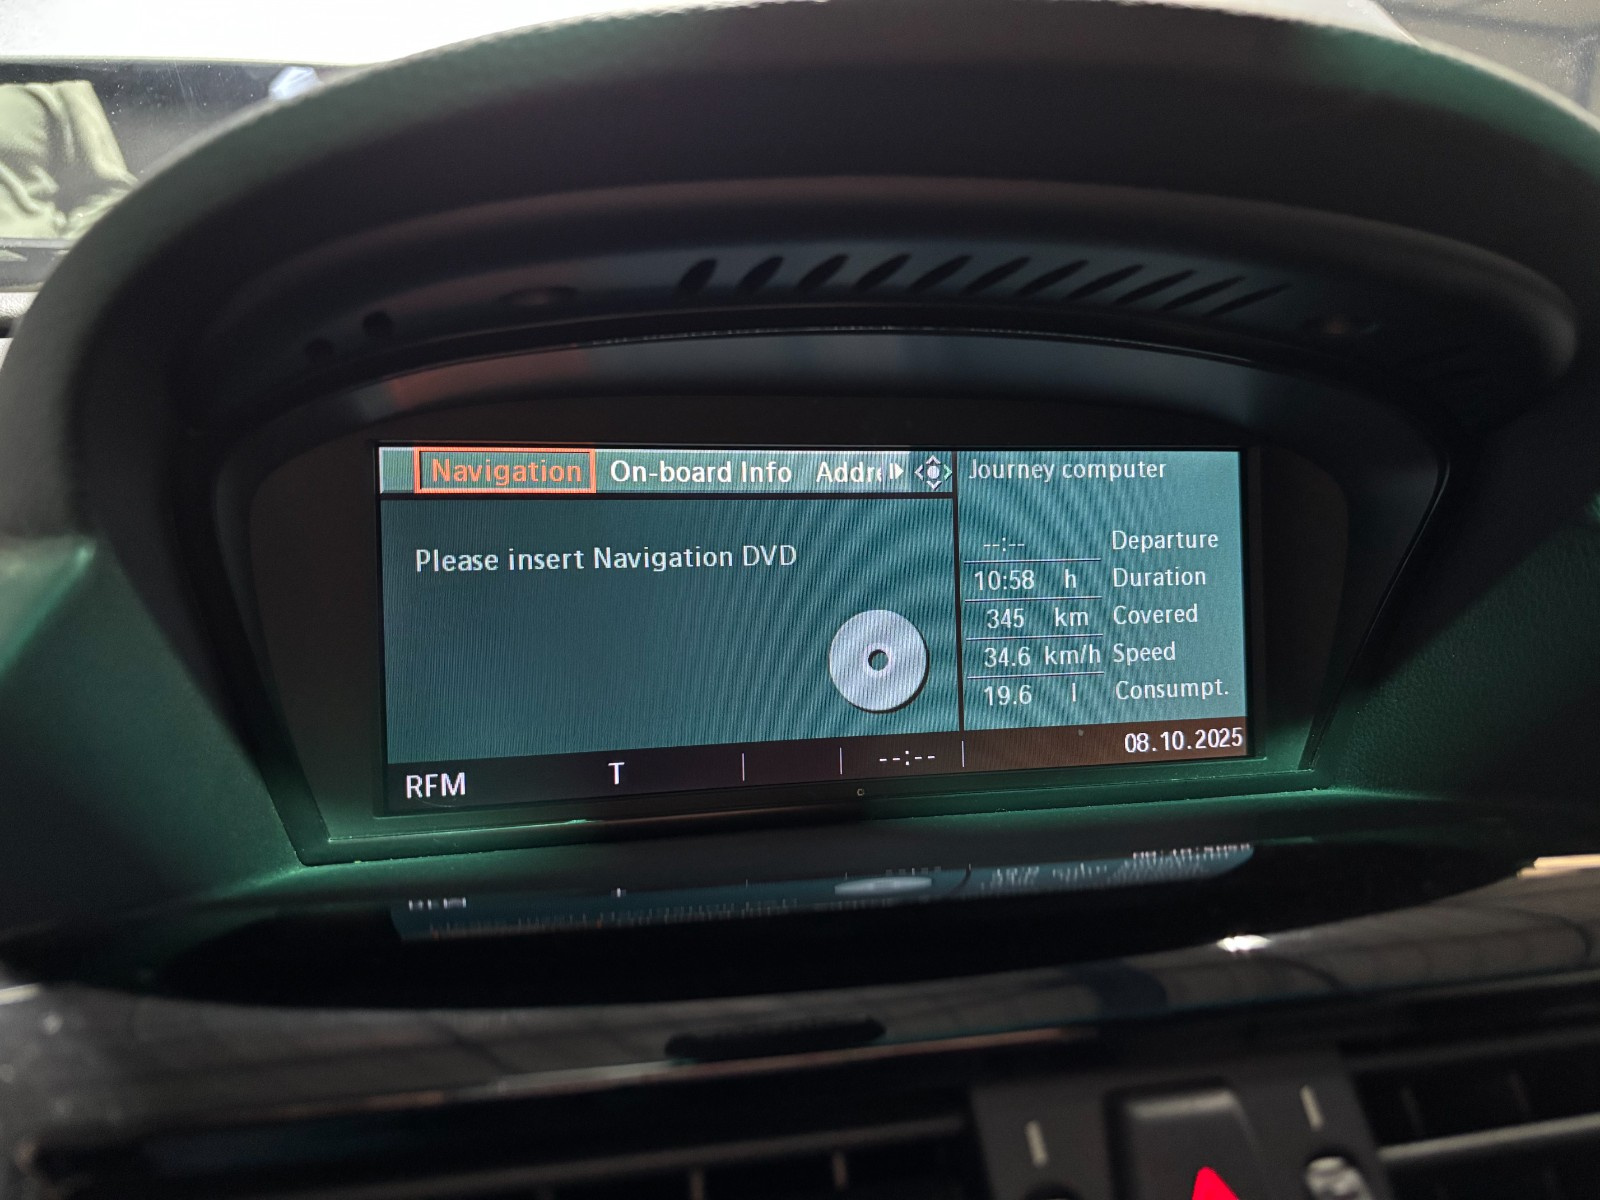 Navigation On-board Info Addre
Please insert Navigation DVD
Journey computer
--:-- Departure
10:58 h Duration
345 km Covered
34.6 km/h Speed
19.6 l Consumpt.
RFM T --:-- 08.10.2025